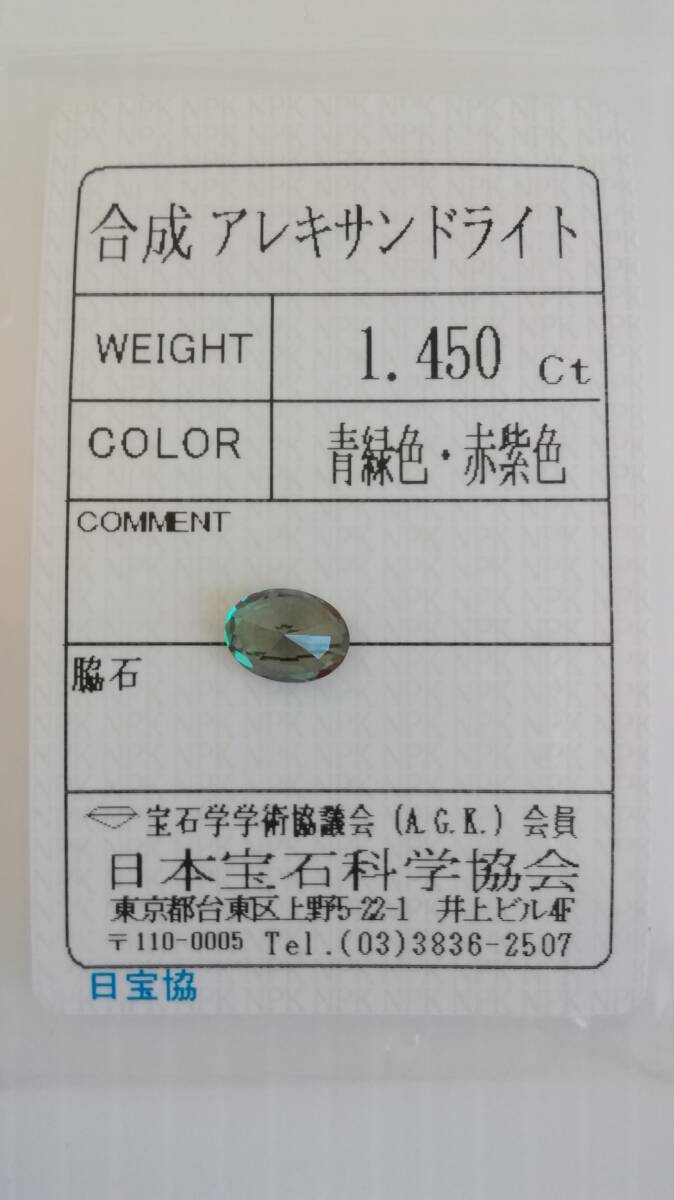 合成 アレキサンドライト
WEIGHT 1.450 Ct
COLOR 青緑色・赤紫色
COMMENT
脇石
宝石学学術協議会 (A.G.K.) 会員
日本宝石科学協会
東京都台東区上野5-22-1 井上ビル4F
〒110-0005 Tel.(03)3836-2507
日宝協